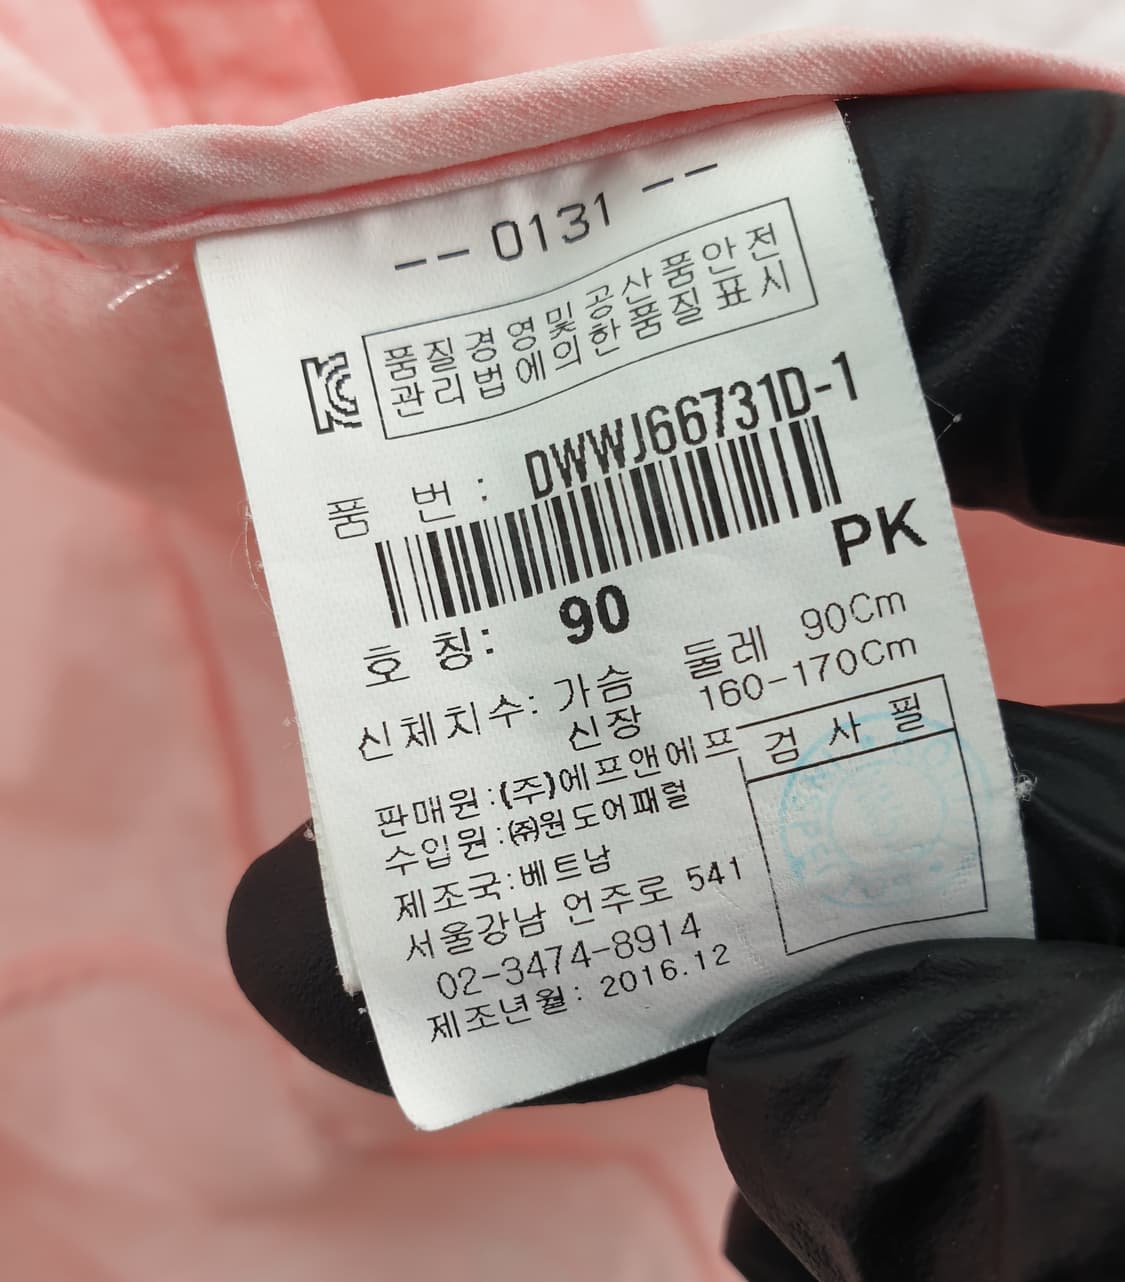 -- 0131 --
품질경영및공산품안전
관리법에의한품질표시
품 번 : DWWJ66731D-1
PK
호 칭: 90
신체치수: 가슴 둘레 90Cm
신장 160-170Cm
판매원:(주)에프앤에프
검 사 필
수입원:㈜원도어패럴
제조국:베트남
서울강남 언주로 541
02-3474-8914
제조년월: 2016.12